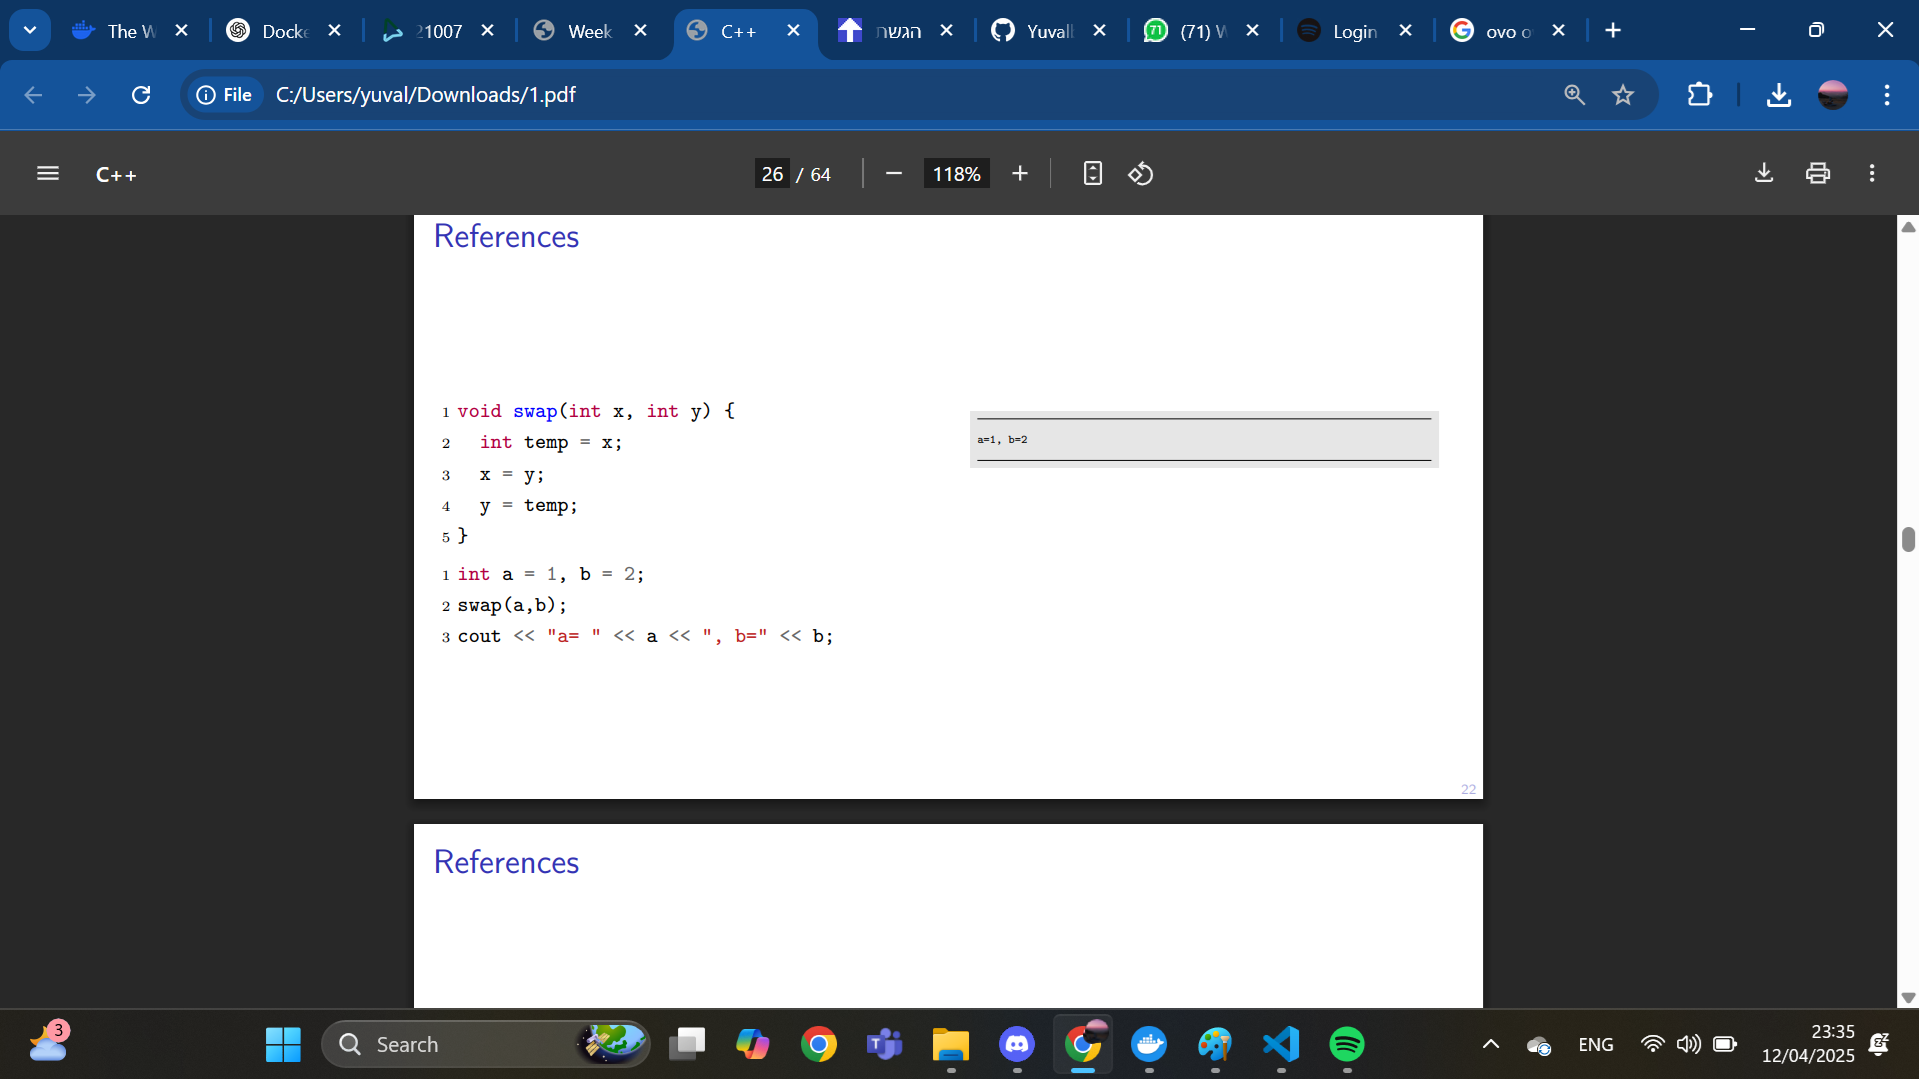 The W
Docke
21007
Week
C++
הגשת
Yuval
(71) W
Login
ovo o
File
C:/Users/yuval/Downloads/1.pdf
C++
26 / 64
118%
References
1 void swap(int x, int y) {
2 int temp = x;
3 x = y;
4 y = temp;
5 }
a=1, b=2
1 int a = 1, b = 2;
2 swap(a,b);
3 cout << "a= " << a << ", b=" << b;
22
References
3
Search
ENG
23:35
12/04/2025